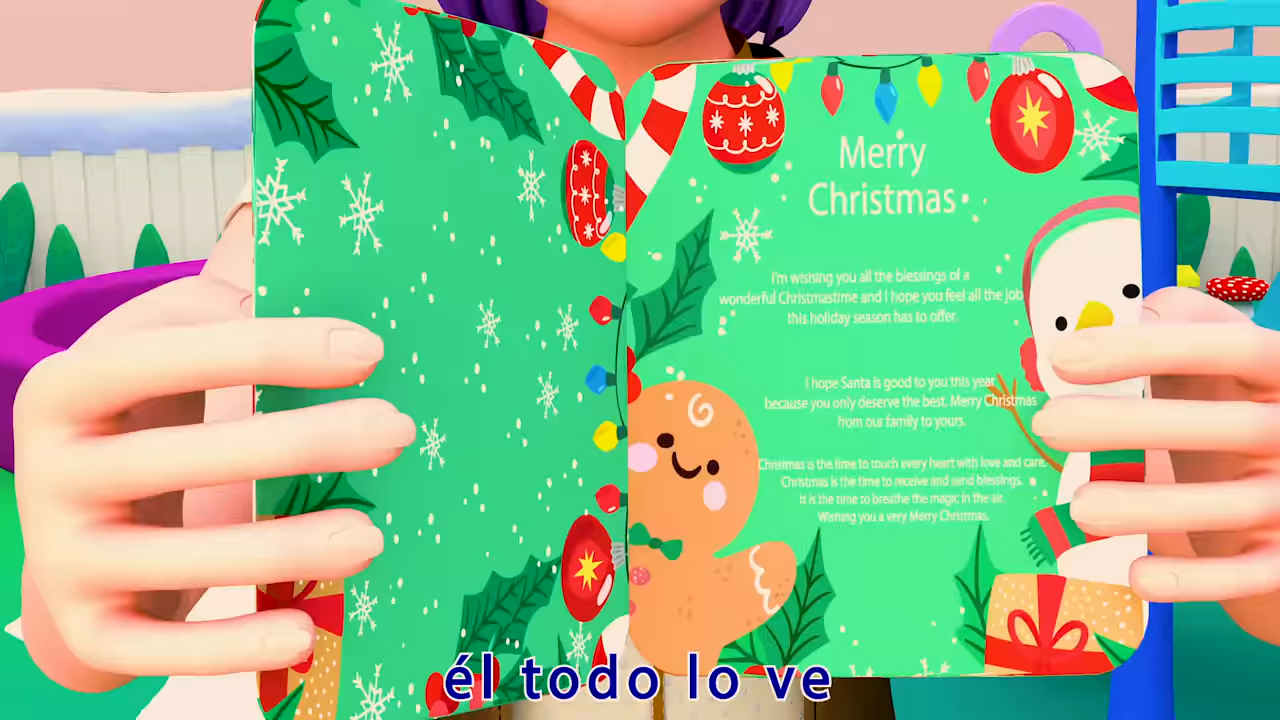 Merry
Christmas
I'm wishing you all the blessings of a
wonderful Christmastime and I hope you feel all the job
this holiday season has to offer.
I hope Santa is good to you this year
because you only deserve the best. Merry Christmas
from our family to yours.
Christmas is the time to touch every heart with love and care.
Christmas is the time to receive and send blessings.
It is the time to breathe the magic in the air.
Wishing you a very Merry Christmas.
él todo lo ve